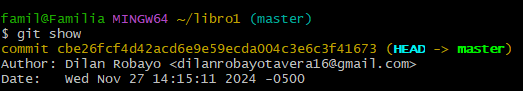 famil@Familia MINGW64 ~/libro1 (master)
$ git show
commit cbe26fcf4d42acd6e9e59ecda004c3e6c3f41673 (HEAD -> master)
Author: Dilan Robayo <dilanrobayotavera16@gmail.com>
Date:   Wed Nov 27 14:15:11 2024 -0500